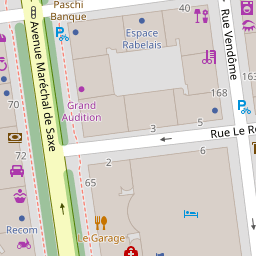 Paschi
Banque
40
Avenue Maréchal de Saxe
Espace
Rabelais
Rue Vendôme
168
Grand
Audition
70
72
3
5
Rue Le R
2
6
65
Recom
Le Garage